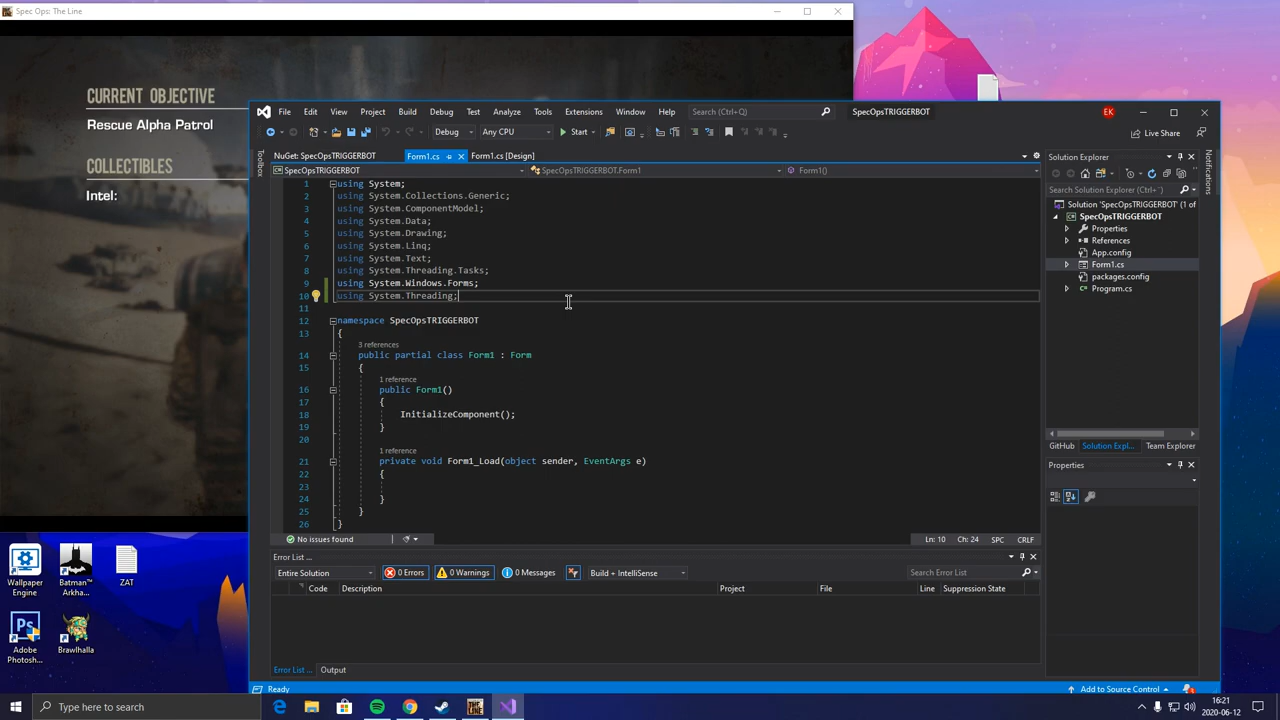 Spec Ops: The Line
CURRENT OBJECTIVE
Rescue Alpha Patrol
COLLECTIBLES
Intel:
File Edit View Project Build Debug Test Analyze Tools Extensions Window Help Search (Ctrl+Q) SpecOpsTRIGGERBOT EK
Debug Any CPU Start Live Share
NuGet: SpecOpsTRIGGERBOT Form1.cs Form1.cs [Design]
SpecOpsTRIGGERBOT SpecOpsTRIGGERBOT.Form1 Form1()
Toolbox
Notifications
1 using System;
2 using System.Collections.Generic;
3 using System.ComponentModel;
4 using System.Data;
5 using System.Drawing;
6 using System.Linq;
7 using System.Text;
8 using System.Threading.Tasks;
9 using System.Windows.Forms;
10 using System.Threading;
11
12 namespace SpecOpsTRIGGERBOT
13 {
3 references
14 public partial class Form1 : Form
15 {
1 reference
16 public Form1()
17 {
18 InitializeComponent();
19 }
20
1 reference
21 private void Form1_Load(object sender, EventArgs e)
22 {
23
24 }
25 }
26 }
No issues found Ln: 10 Ch: 24 SPC CRLF
Error List ...
Entire Solution 0 Errors 0 Warnings 0 Messages Build + IntelliSense Search Error List
Code Description Project File Line Suppression State
Error List ... Output
Solution Explorer
Search Solution Explorer (Ctrl+¨)
Solution 'SpecOpsTRIGGERBOT' (1 of
SpecOpsTRIGGERBOT
Properties
References
App.config
Form1.cs
packages.config
Program.cs
GitHub Solution Expl... Team Explorer
Properties
Ready Add to Source Control
Wallpaper Engine
Batman™ Arkha...
ZAT
Adobe Photosh...
Brawlhalla
Type here to search
16:21
2020-06-12